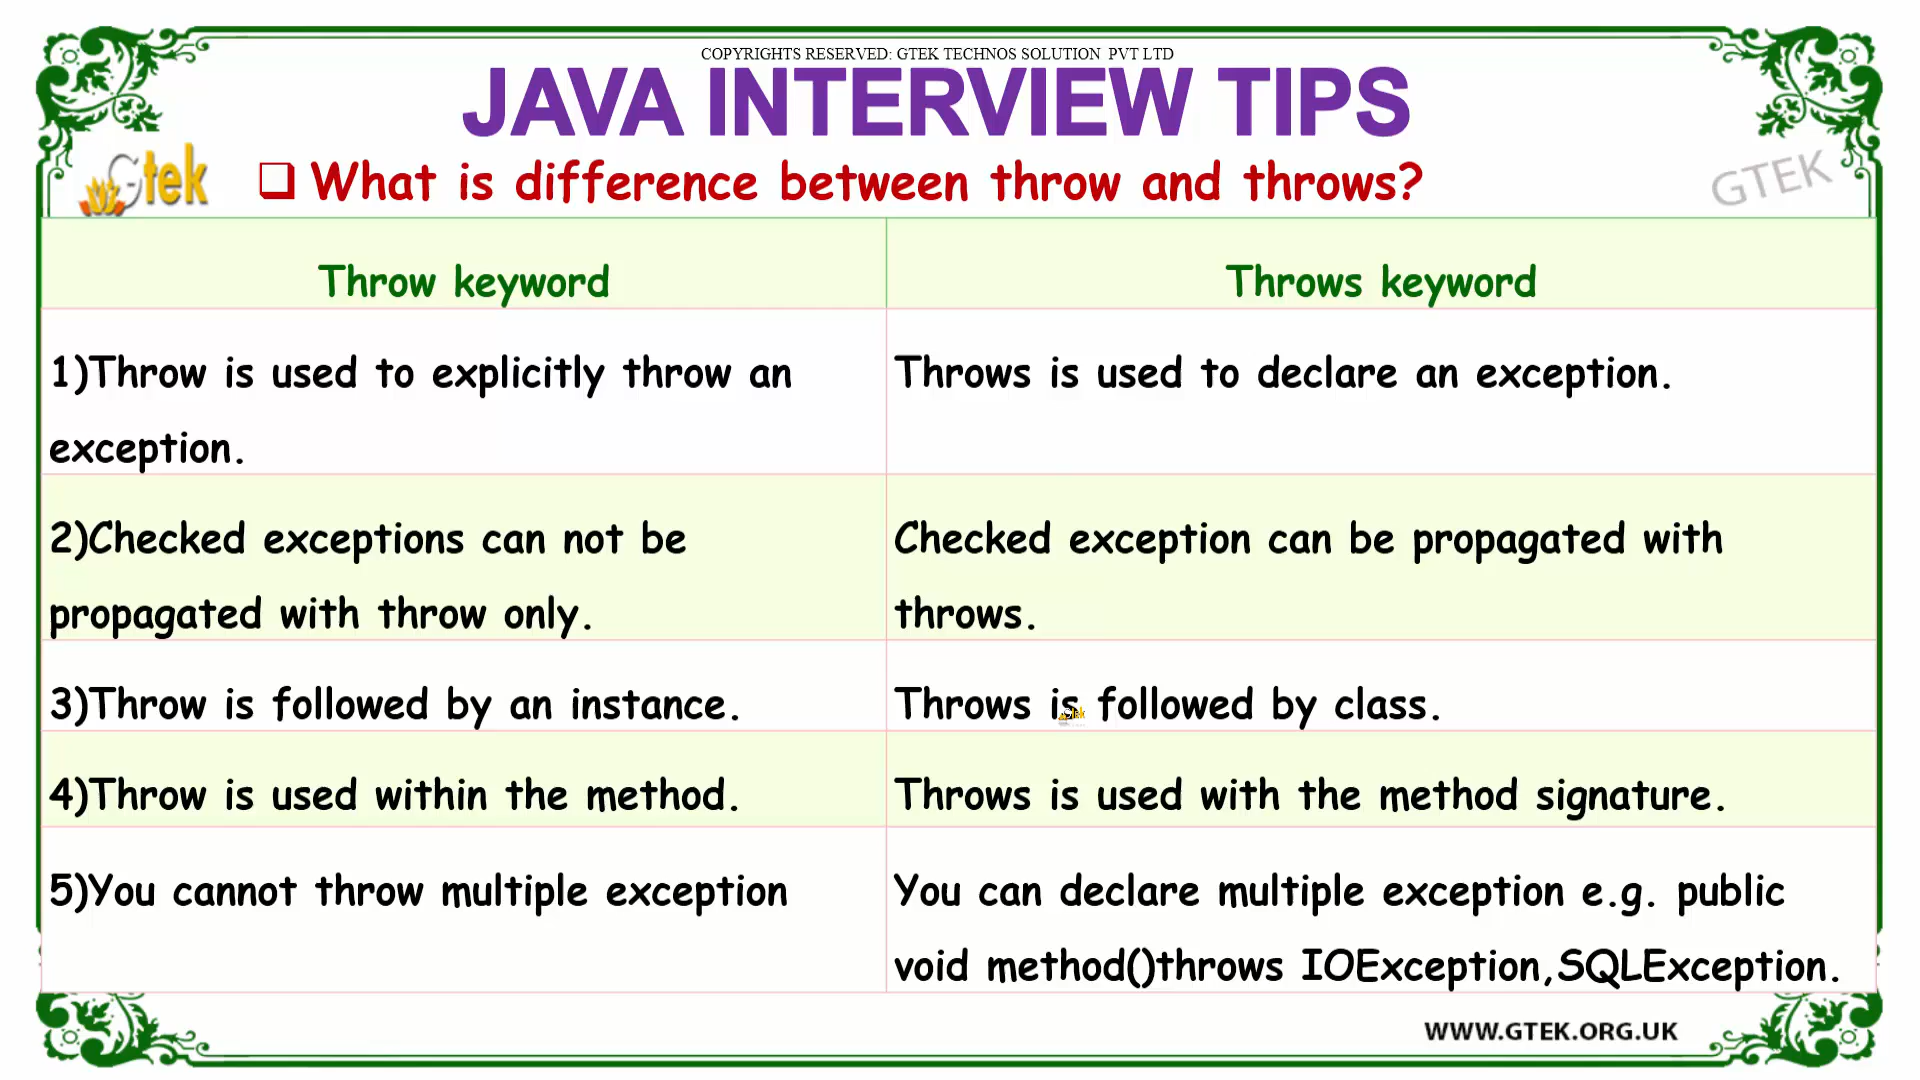 COPYRIGHTS RESERVED: GTEK TECHNOS SOLUTION PVT LTD
JAVA INTERVIEW TIPS
Gtek
What is difference between throw and throws?
GTEK
Throw keyword
Throws keyword
1)Throw is used to explicitly throw an
exception.
Throws is used to declare an exception.
2)Checked exceptions can not be
propagated with throw only.
Checked exception can be propagated with
throws.
3)Throw is followed by an instance.
Throws is followed by class.
Gtek
4)Throw is used within the method.
Throws is used with the method signature.
5)You cannot throw multiple exception
You can declare multiple exception e.g. public
void method()throws IOException,SQLException.
WWW.GTEK.ORG.UK